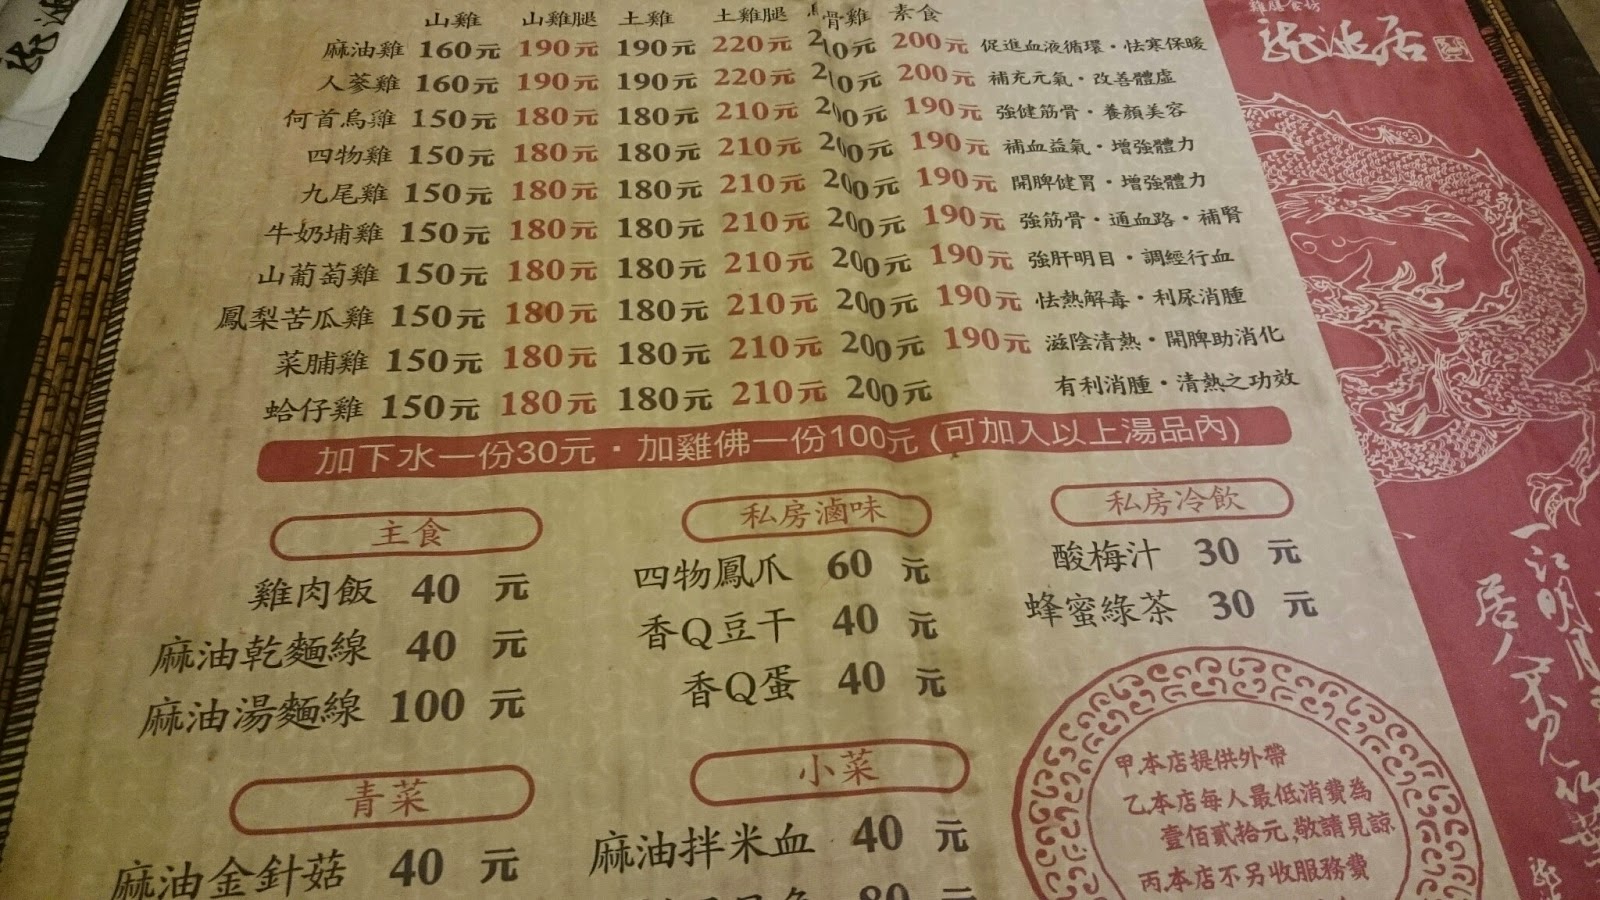 山雞 山雞腿 土雞 土雞腿 骨雞 素食
麻油雞 160元 190元 190元 220元 210元 200元 促進血液循環・怯寒保暖
人蔘雞 160元 190元 190元 220元 210元 200元 補充元氣・改善體虛
何首烏雞 150元 180元 180元 210元 200元 190元 強健筋骨・養顏美容
四物雞 150元 180元 180元 210元 200元 190元 補血益氣・增強體力
九尾雞 150元 180元 180元 210元 200元 190元 開脾健胃・增強體力
牛奶埔雞 150元 180元 180元 210元 200元 190元 強筋骨・通血路・補腎
山葡萄雞 150元 180元 180元 210元 200元 190元 強肝明目・調經行血
鳳梨苦瓜雞 150元 180元 180元 210元 200元 190元 怯熱解毒・利尿消腫
菜脯雞 150元 180元 180元 210元 200元 190元 滋陰清熱・開脾助消化
蛤仔雞 150元 180元 180元 210元 200元 有利消腫・清熱之功效
加下水一份30元・加雞佛一份100元(可加入以上湯品內)
主食
雞肉飯 40 元
麻油乾麵線 40 元
麻油湯麵線 100 元
青菜
麻油金針菇 40 元
私房滷味
四物鳳爪 60 元
香Q豆干 40 元
香Q蛋 40 元
小菜
麻油拌米血 40 元
80 元
私房冷飲
酸梅汁 30 元
蜂蜜綠茶 30 元
甲.本店提供外帶
乙.本店每人最低消費為
壹佰貳拾元,敬請見諒
丙.本店不另收服務費
雞膳食坊
龍涎居
一江明月
居人不見